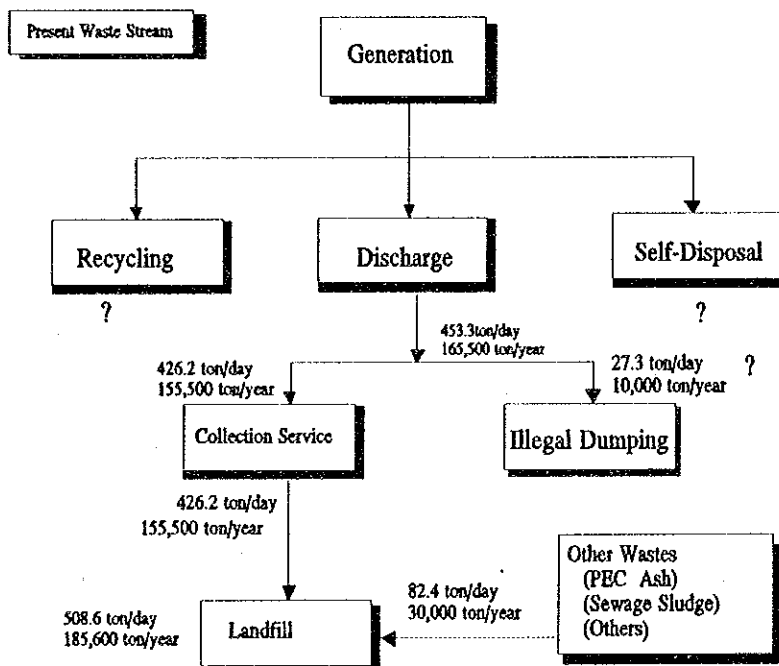 Present Waste Stream
Generation
Recycling
Discharge
Self-Disposal
?
?
453.3ton/day
165,500 ton/year
426.2 ton/day
155,500 ton/year
27.3 ton/day
10,000 ton/year
?
Collection Service
Illegal Dumping
426.2 ton/day
155,500 ton/year
Other Wastes
(PEC Ash)
(Sewage Sludge)
(Others)
82.4 ton/day
30,000 ton/year
508.6 ton/day
185,600 ton/year
Landfill